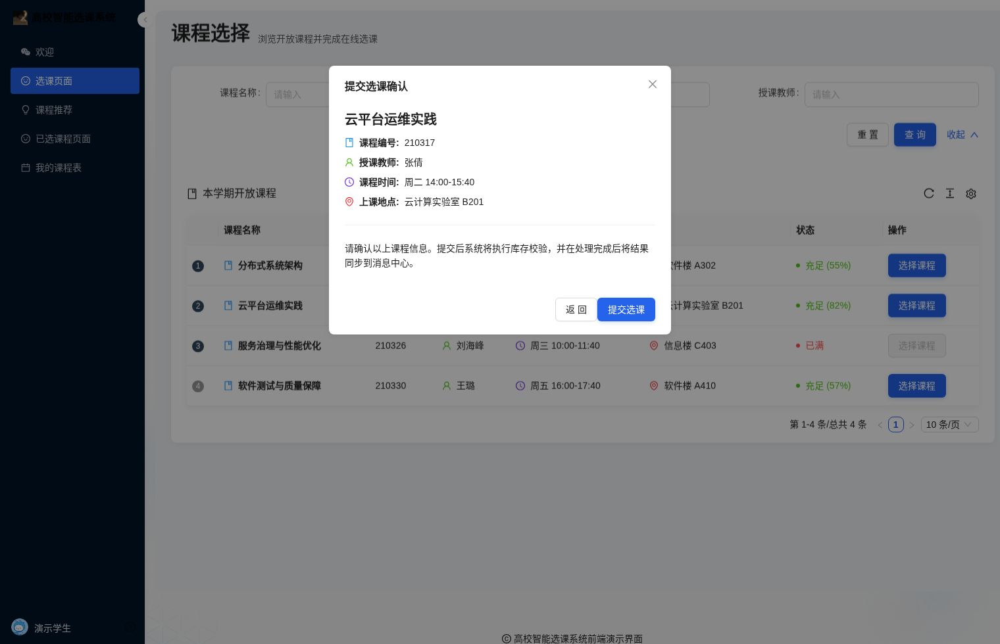 高校智能选课系统
欢迎
选课页面
课程推荐
已选课程页面
我的课程表
演示学生
课程选择 浏览开放课程并完成在线选课
课程名称 : 请输入
授课教师 : 请输入
重 置 查 询 收起
本学期开放课程
课程名称 状态 操作
1 分布式系统架构 件楼 A302 充足 (55%) 选择课程
2 云平台运维实践 计算实验室 B201 充足 (82%) 选择课程
3 服务治理与性能优化 210326 刘海峰 周三 10:00-11:40 信息楼 C403 已满 选择课程
4 软件测试与质量保障 210330 王璐 周五 16:00-17:40 软件楼 A410 充足 (57%) 选择课程
第 1-4 条/总共 4 条 1 10 条/页
提交选课确认
云平台运维实践
课程编号: 210317
授课教师: 张倩
课程时间: 周二 14:00-15:40
上课地点: 云计算实验室 B201
请确认以上课程信息。提交后系统将执行库存校验，并在处理完成后将结果
同步到消息中心。
返 回 提交选课
© 高校智能选课系统前端演示界面